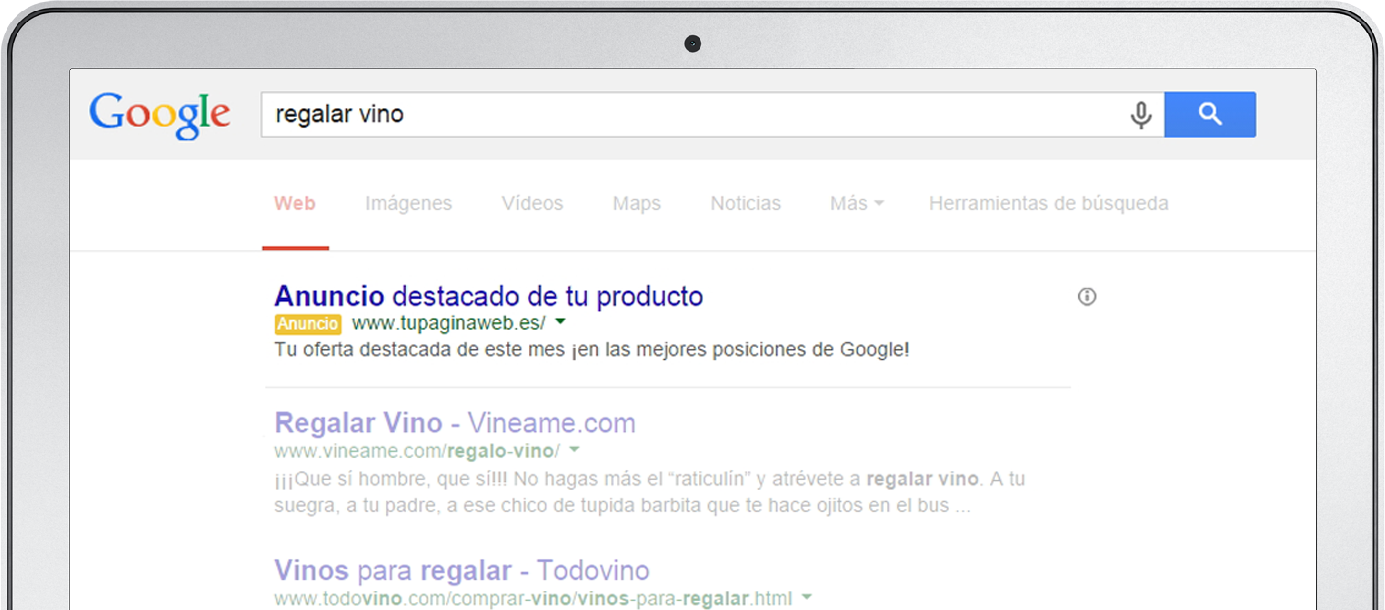 Google
regalar vino
Web Imágenes Vídeos Maps Noticias Más Herramientas de búsqueda
Anuncio destacado de tu producto
Anuncio www.tupaginaweb.es/
Tu oferta destacada de este mes ¡en las mejores posiciones de Google!
Regalar Vino - Vineame.com
www.vineame.com/regalo-vino/
¡¡¡Que sí hombre, que sí!!! No hagas más el “raticulín” y atrévete a regalar vino. A tu
suegra, a tu padre, a ese chico de tupida barbita que te hace ojitos en el bus ...
Vinos para regalar - Todovino
www.todovino.com/comprar-vino/vinos-para-regalar.html